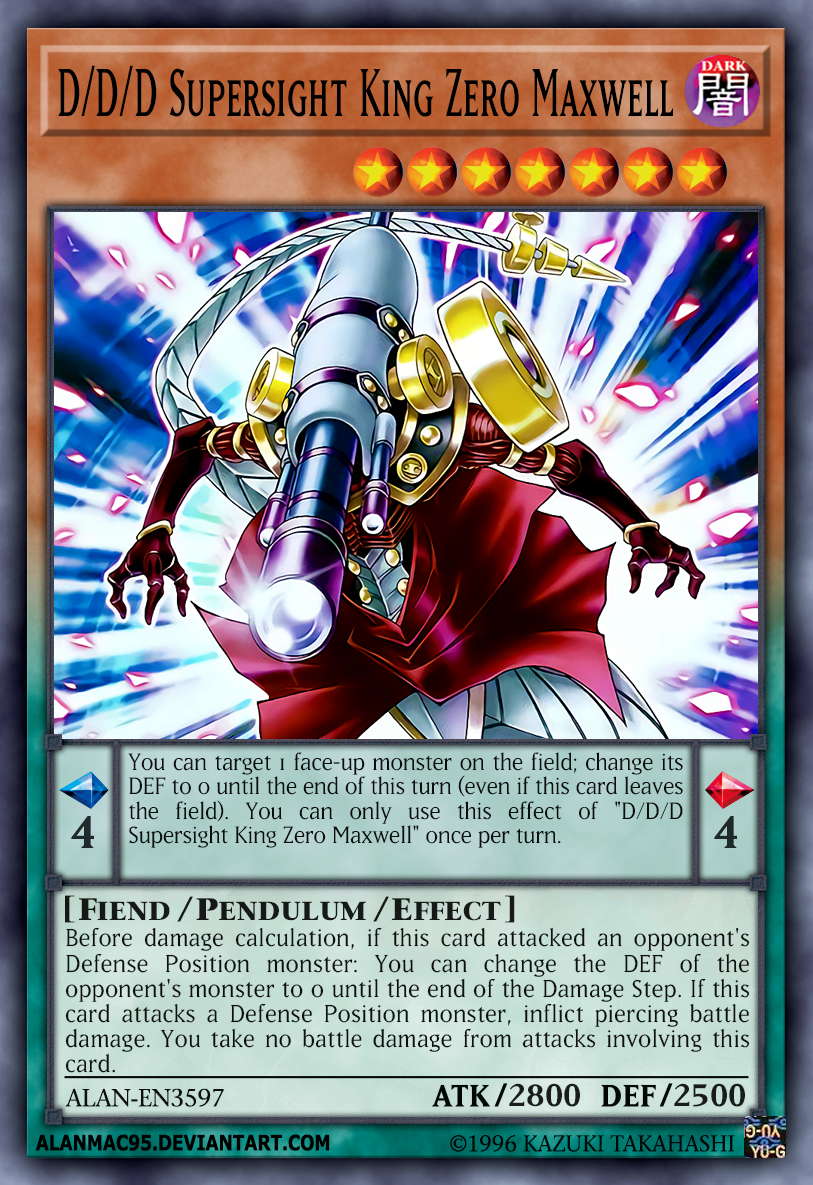 D/D/D Supersight King Zero Maxwell
DARK
闇
You can target 1 face-up monster on the field; change its
DEF to 0 until the end of this turn (even if this card leaves
the field). You can only use this effect of "D/D/D
Supersight King Zero Maxwell" once per turn.
4
4
[Fiend /Pendulum /Effect]
Before damage calculation, if this card attacked an opponent's
Defense Position monster: You can change the DEF of the
opponent's monster to 0 until the end of the Damage Step. If this
card attacks a Defense Position monster, inflict piercing battle
damage. You take no battle damage from attacks involving this
card.
ALAN-EN3597
ATK/2800 DEF/2500
ALANMAC95.DEVIANTART.COM
©1996 KAZUKI TAKAHASHI
YU-G
YU-G